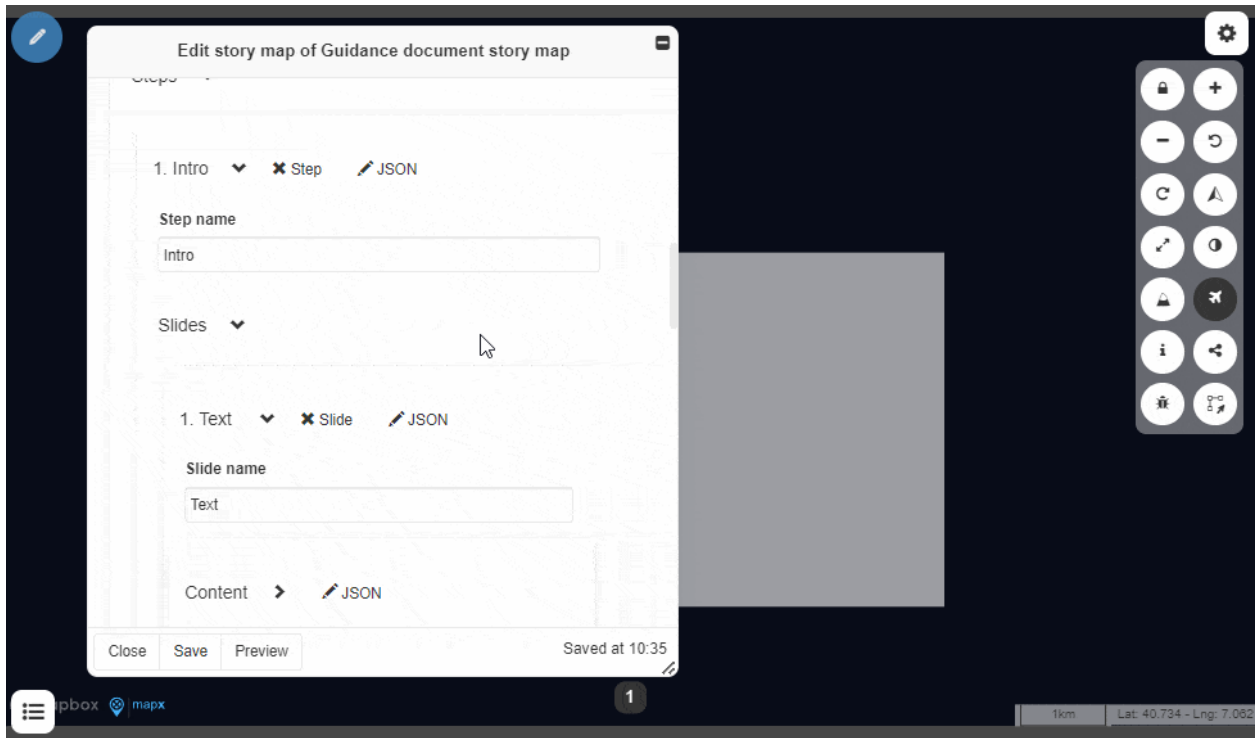 Edit story map of Guidance document story map
Steps
1. Intro
Step
JSON
Step name
Intro
Slides
1. Text
Slide
JSON
Slide name
Text
Content
JSON
Close
Save
Preview
Saved at 10:35
1
mapx
1km
Lat: 40.734 - Lng: 7.062